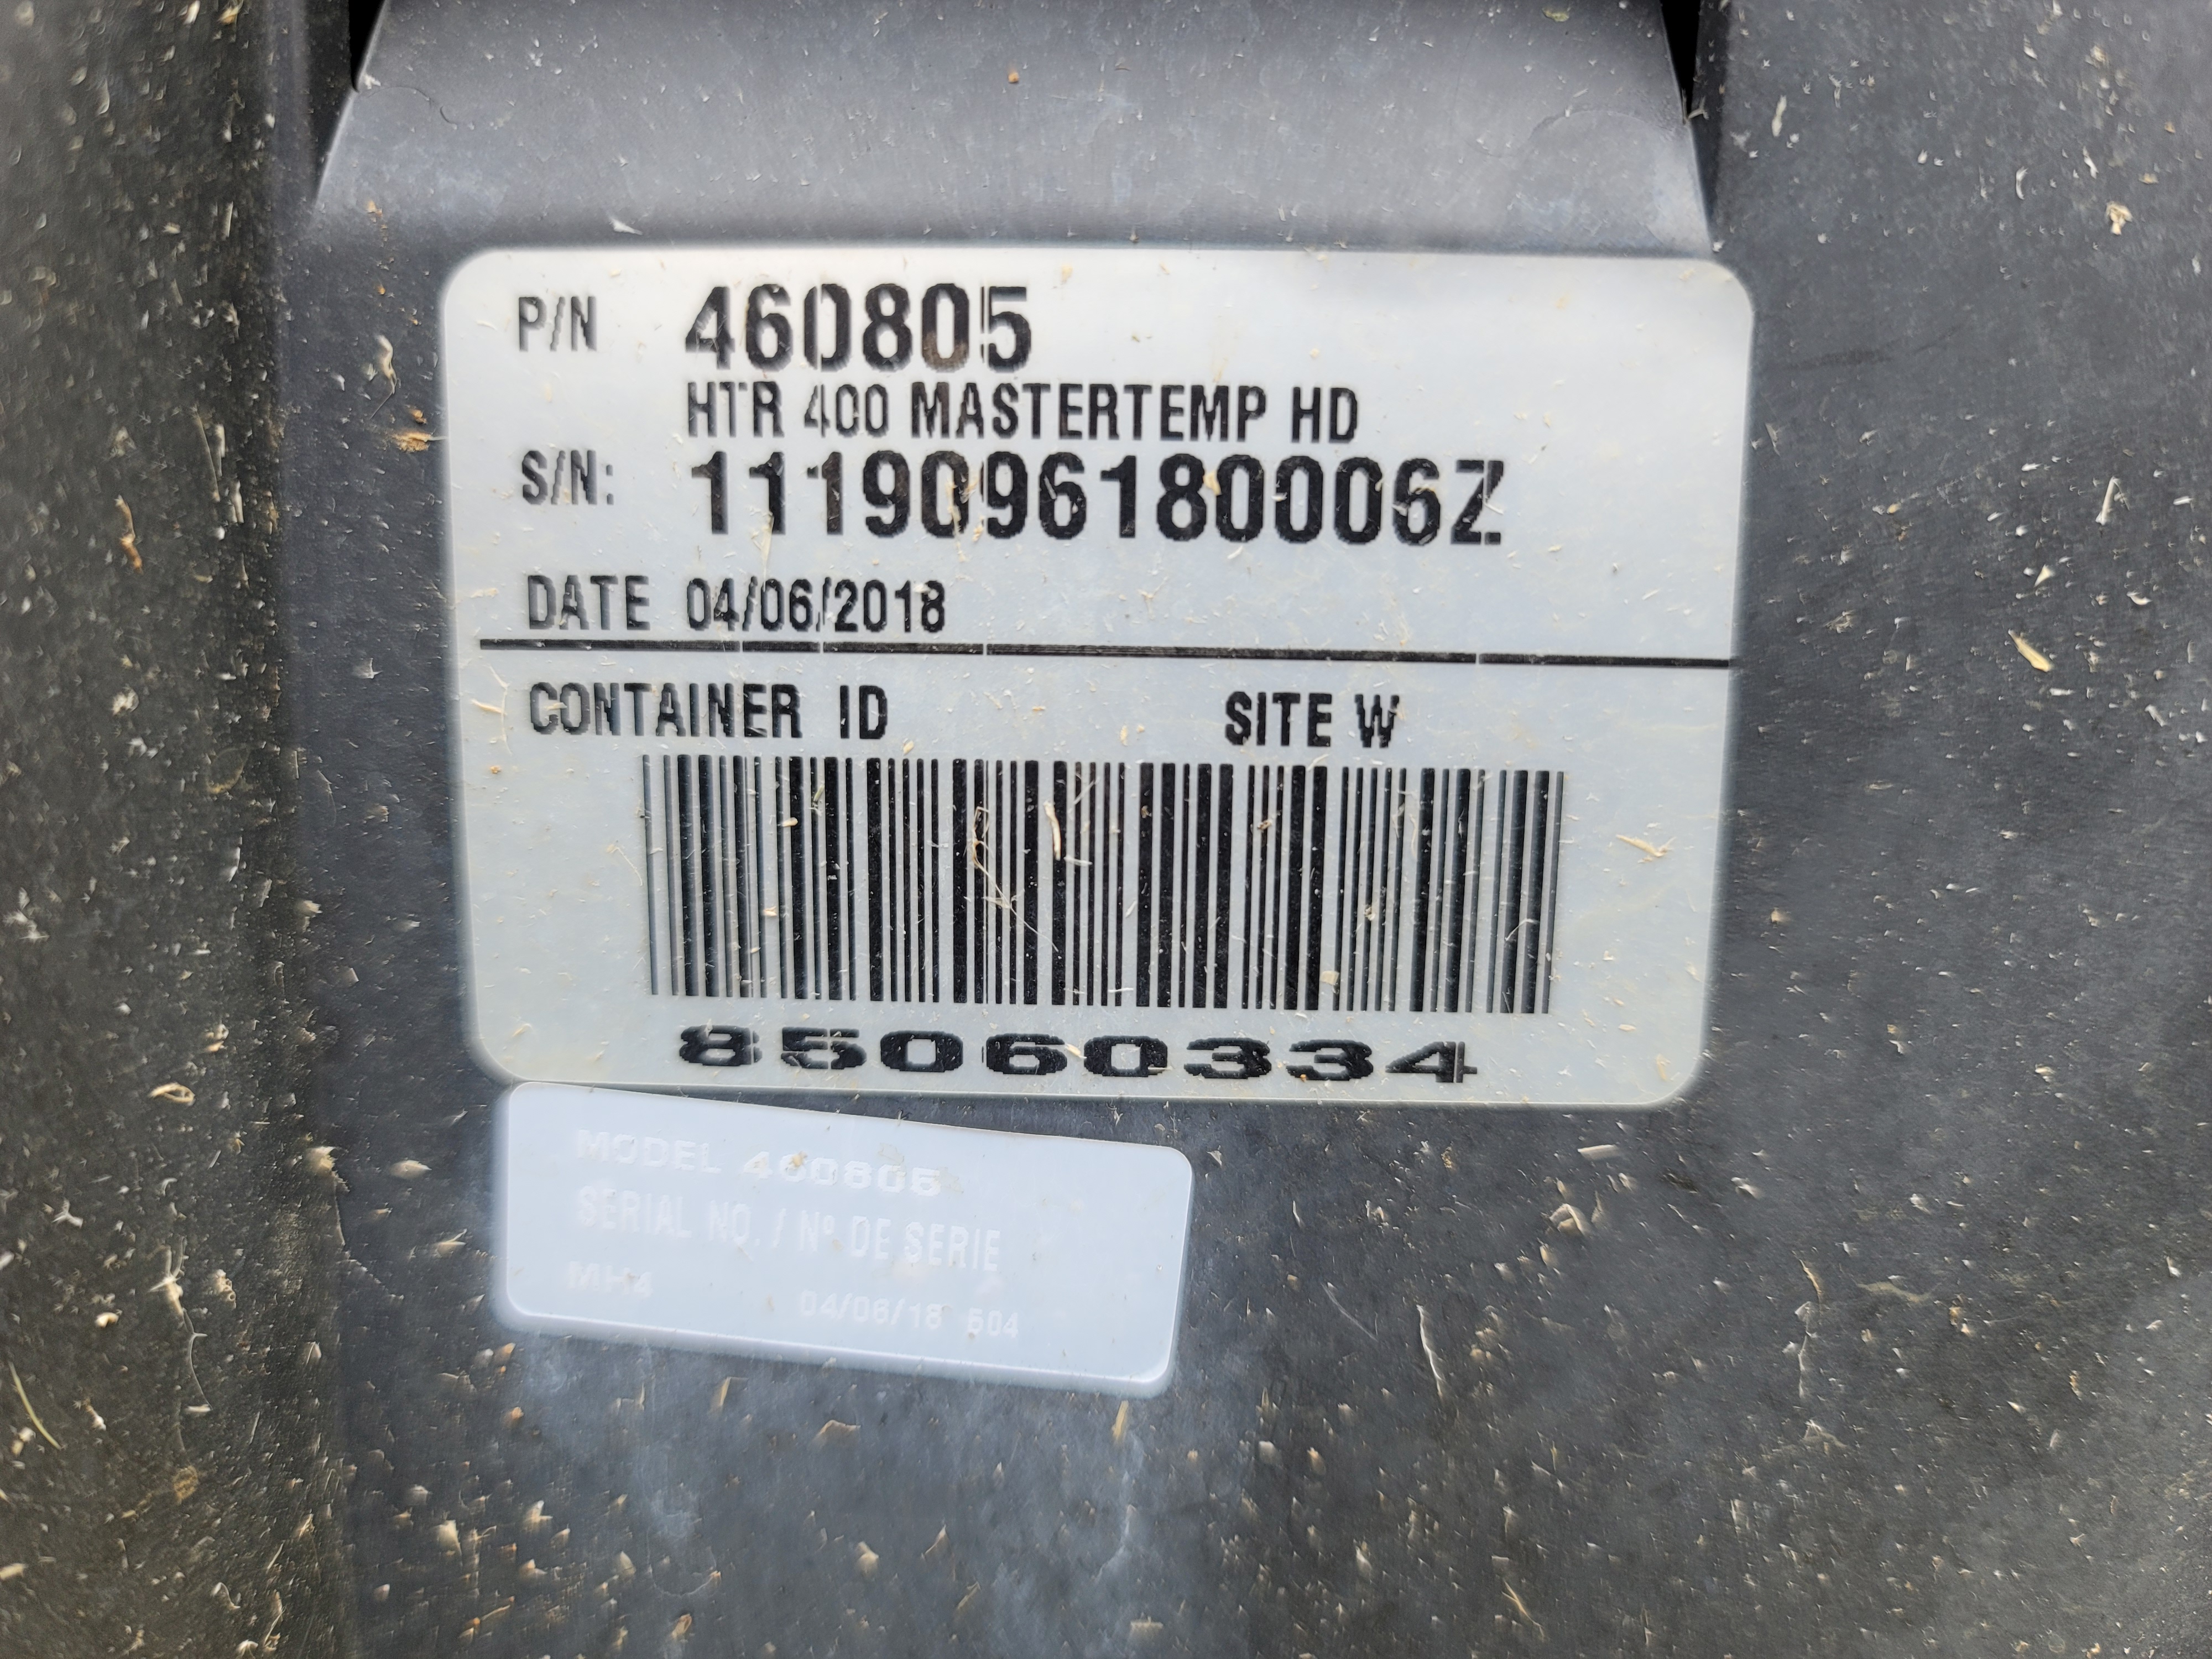 P/N 460805
HTR 400 MASTERTEMP HD
S/N: 1119096180006Z
DATE 04/06/2018
CONTAINER ID SITE W
85060334
MODEL 460805
SERIAL NO. / Nº DE SERIE
MH4 04/06/18 504